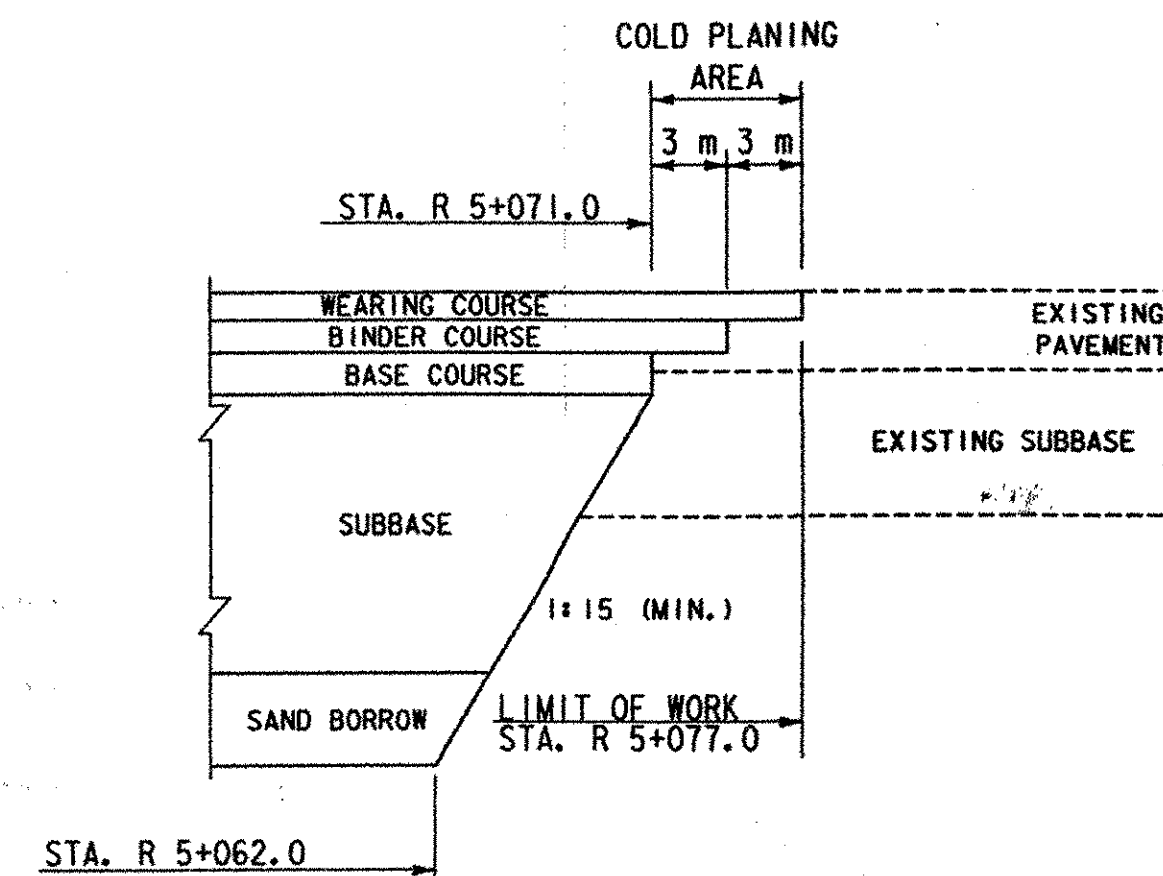 COLD PLANING
AREA
3 m 3 m
STA. R 5+071.0
WEARING COURSE
BINDER COURSE
BASE COURSE
EXISTING
PAVEMENT
EXISTING SUBBASE
SUBBASE
1:15 (MIN.)
SAND BORROW
LIMIT OF WORK
STA. R 5+077.0
STA. R 5+062.0